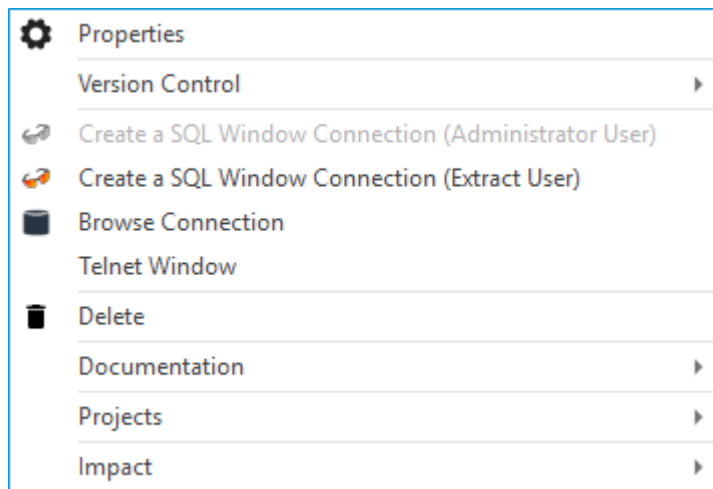 Properties
Version Control
Create a SQL Window Connection (Administrator User)
Create a SQL Window Connection (Extract User)
Browse Connection
Telnet Window
Delete
Documentation
Projects
Impact